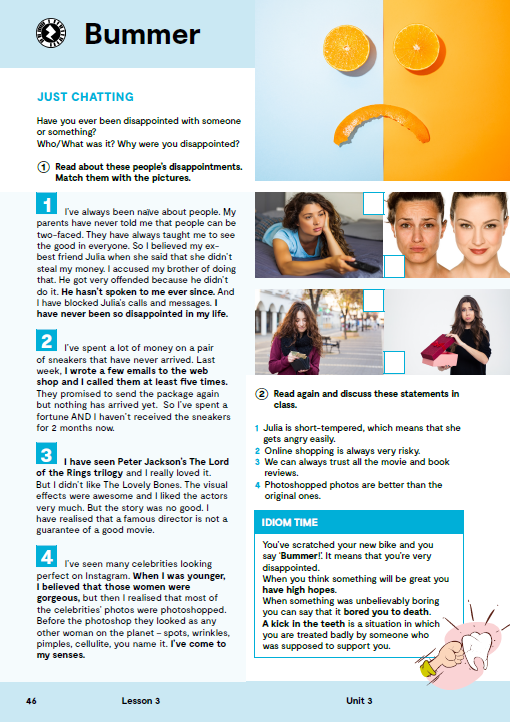 Bummer
JUST CHATTING
Have you ever been disappointed with someone
or something?
Who/What was it? Why were you disappointed?
1 Read about these people's disappointments.
Match them with the pictures.
1 I've always been naïve about people. My
parents have never told me that people can be
two-faced. They have always taught me to see
the good in everyone. So I believed my ex-
best friend Julia when she said that she didn't
steal my money. I accused my brother of doing
that. He got very offended because he didn't
do it. He hasn't spoken to me ever since. And
I have blocked Julia's calls and messages. I
have never been so disappointed in my life.
2 I've spent a lot of money on a pair
of sneakers that have never arrived. Last
week, I wrote a few emails to the web
shop and I called them at least five times.
They promised to send the package again
but nothing has arrived yet. So I've spent a
fortune AND I haven't received the sneakers
for 2 months now.
3 I have seen Peter Jackson's The Lord
of the Rings trilogy and I really loved it.
But I didn't like The Lovely Bones. The visual
effects were awesome and I liked the actors
very much. But the story was no good. I
have realised that a famous director is not a
guarantee of a good movie.
4 I've seen many celebrities looking
perfect on Instagram. When I was younger,
I believed that those women were
gorgeous, but then I realised that most of
the celebrities' photos were photoshopped.
Before the photoshop they looked as any
other woman on the planet – spots, wrinkles,
pimples, cellulite, you name it. I've come to
my senses.
2 Read again and discuss these statements in
class.
1 Julia is short-tempered, which means that she
gets angry easily.
2 Online shopping is always very risky.
3 We can always trust all the movie and book
reviews.
4 Photoshopped photos are better than the
original ones.
IDIOM TIME
You've scratched your new bike and you
say 'Bummer!'. It means that you're very
disappointed.
When you think something will be great you
have high hopes.
When something was unbelievably boring
you say that it bored you to death.
A kick in the teeth is a situation in which
you are treated badly by someone who
was supposed to support you.
46 Lesson 3 Unit 3